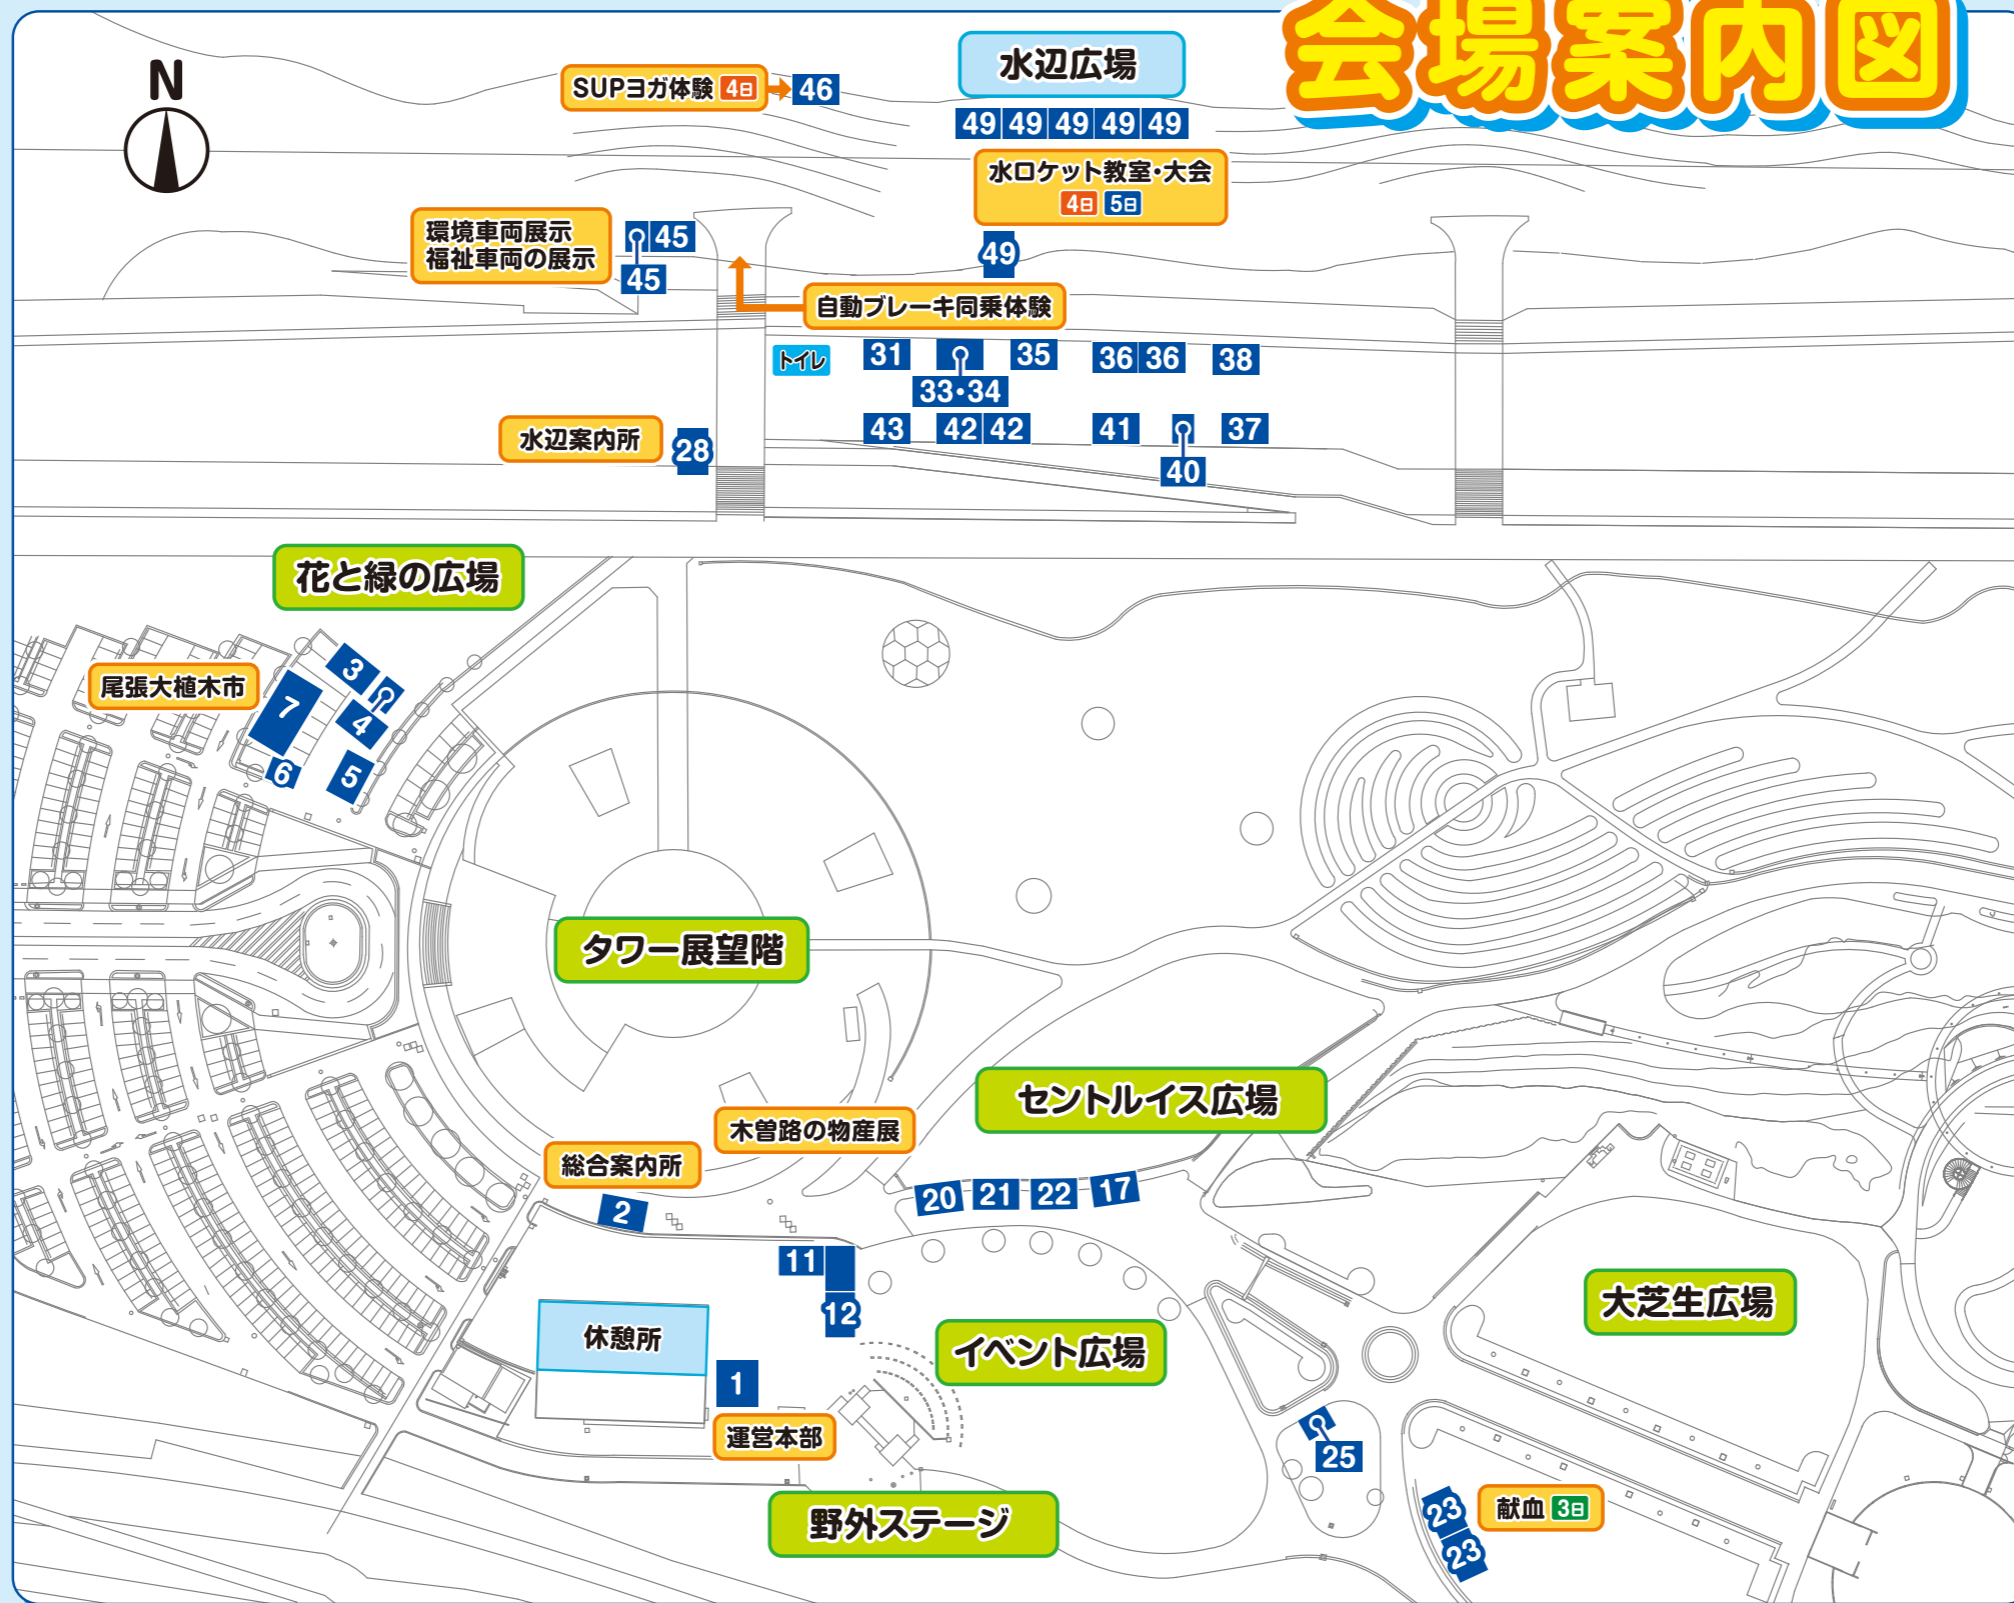 会場案内図
N
SUPヨガ体験 4日
46
水辺広場
49 49 49 49 49
水ロケット教室・大会
4日 5日
49
環境車両展示
福祉車両の展示
45
45
自動ブレーキ同乗体験
トイレ
31
33・34
35
36 36
38
水辺案内所
28
43
42 42
41
40
37
花と緑の広場
尾張大植木市
3
4
7
6
5
タワー展望階
セントルイス広場
木曽路の物産展
総合案内所
2
20
21
22
17
11
12
休憩所
1
運営本部
イベント広場
大芝生広場
野外ステージ
25
23
23
献血 3日